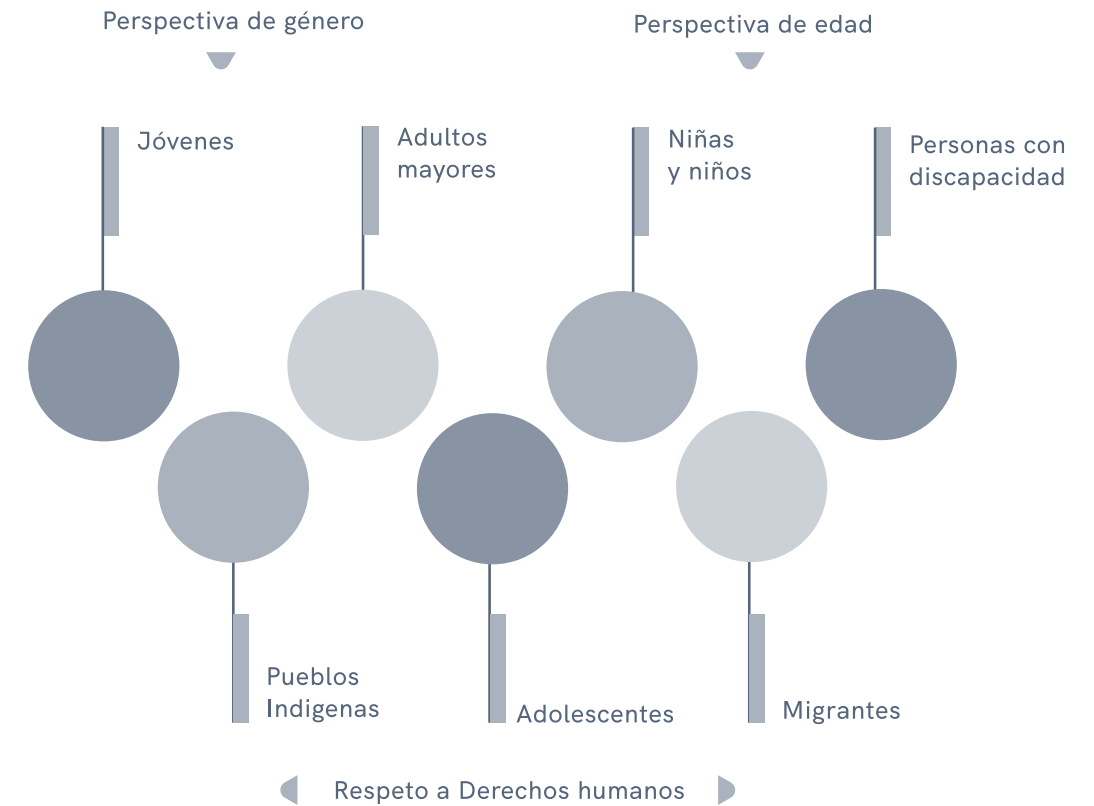 Perspectiva de género
Perspectiva de edad
Jóvenes
Adultos
mayores
Niñas
y niños
Personas con
discapacidad
Pueblos
Indigenas
Adolescentes
Migrantes
Respeto a Derechos humanos